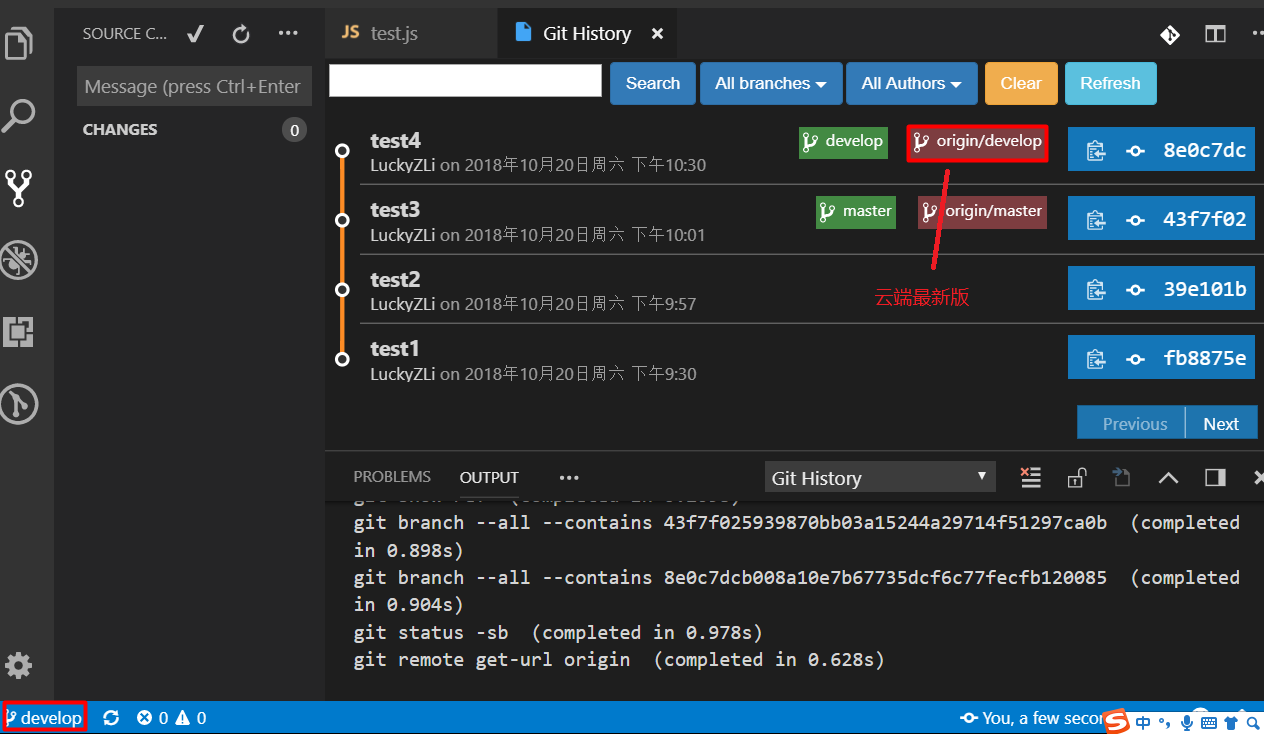 SOURCE C...
test.js
Git History
Message (press Ctrl+Enter
CHANGES
0
Search
All branches
All Authors
Clear
Refresh
test4
LuckyZLi on 2018年10月20日周六 下午10:30
develop
origin/develop
8e0c7dc
test3
LuckyZLi on 2018年10月20日周六 下午10:01
master
origin/master
43f7f02
test2
LuckyZLi on 2018年10月20日周六 下午9:57
云端最新版
39e101b
test1
LuckyZLi on 2018年10月20日周六 下午9:30
fb8875e
Previous
Next
PROBLEMS
OUTPUT
Git History
git branch --all --contains 43f7f025939870bb03a15244a29714f51297ca0b (completed
in 0.898s)
git branch --all --contains 8e0c7dcb008a10e7b67735dcf6c77fecfb120085 (completed
in 0.904s)
git status -sb (completed in 0.978s)
git remote get-url origin (completed in 0.628s)
develop
0
0
You, a few secon
中